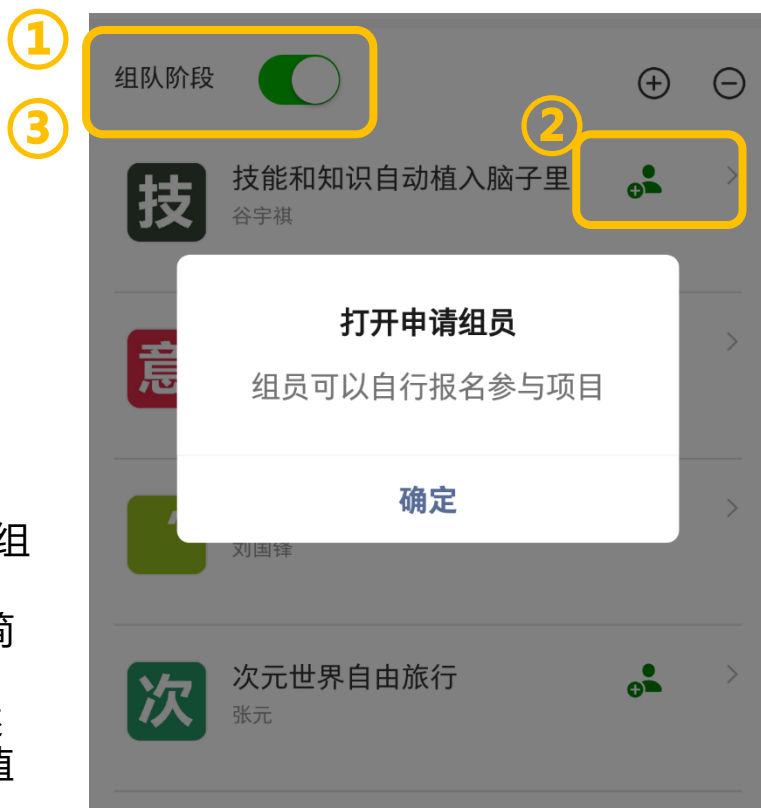 ①
组队阶段
③
②
技
技能和知识自动植入脑子里
谷宇祺
意
打开申请组员
组员可以自行报名参与项目
确定
刘国锋
组
简
值
次
次元世界自由旅行
张元